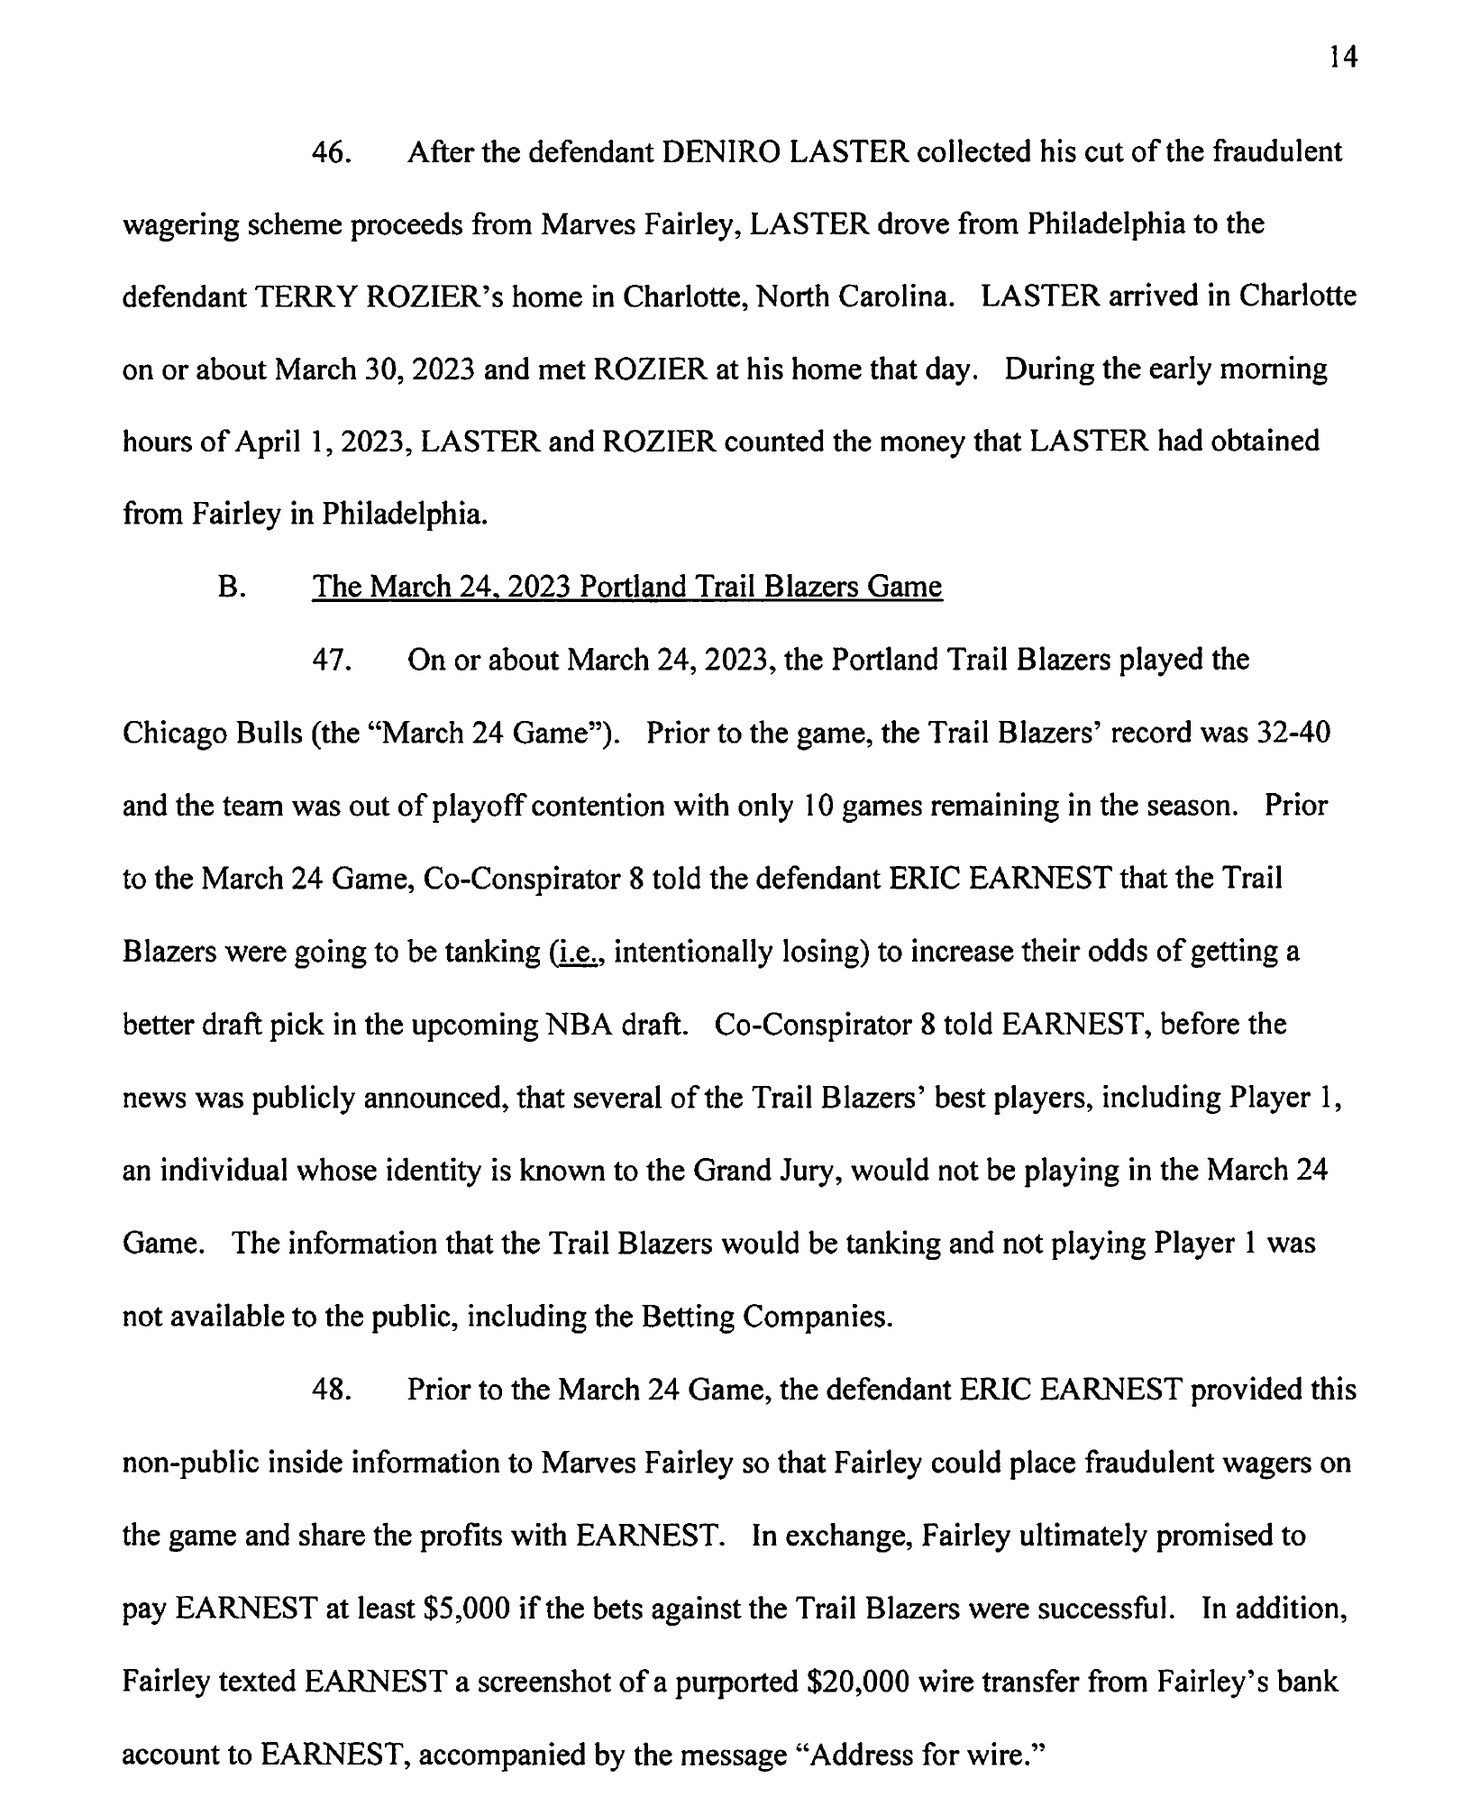 14
46. After the defendant DENIRO LASTER collected his cut of the fraudulent
wagering scheme proceeds from Marves Fairley, LASTER drove from Philadelphia to the
defendant TERRY ROZIER’s home in Charlotte, North Carolina. LASTER arrived in Charlotte
on or about March 30, 2023 and met ROZIER at his home that day. During the early morning
hours of April 1, 2023, LASTER and ROZIER counted the money that LASTER had obtained
from Fairley in Philadelphia.
B. The March 24, 2023 Portland Trail Blazers Game
47. On or about March 24, 2023, the Portland Trail Blazers played the
Chicago Bulls (the “March 24 Game”). Prior to the game, the Trail Blazers’ record was 32-40
and the team was out of playoff contention with only 10 games remaining in the season. Prior
to the March 24 Game, Co-Conspirator 8 told the defendant ERIC EARNEST that the Trail
Blazers were going to be tanking (i.e., intentionally losing) to increase their odds of getting a
better draft pick in the upcoming NBA draft. Co-Conspirator 8 told EARNEST, before the
news was publicly announced, that several of the Trail Blazers’ best players, including Player 1,
an individual whose identity is known to the Grand Jury, would not be playing in the March 24
Game. The information that the Trail Blazers would be tanking and not playing Player 1 was
not available to the public, including the Betting Companies.
48. Prior to the March 24 Game, the defendant ERIC EARNEST provided this
non-public inside information to Marves Fairley so that Fairley could place fraudulent wagers on
the game and share the profits with EARNEST. In exchange, Fairley ultimately promised to
pay EARNEST at least $5,000 if the bets against the Trail Blazers were successful. In addition,
Fairley texted EARNEST a screenshot of a purported $20,000 wire transfer from Fairley’s bank
account to EARNEST, accompanied by the message “Address for wire.”